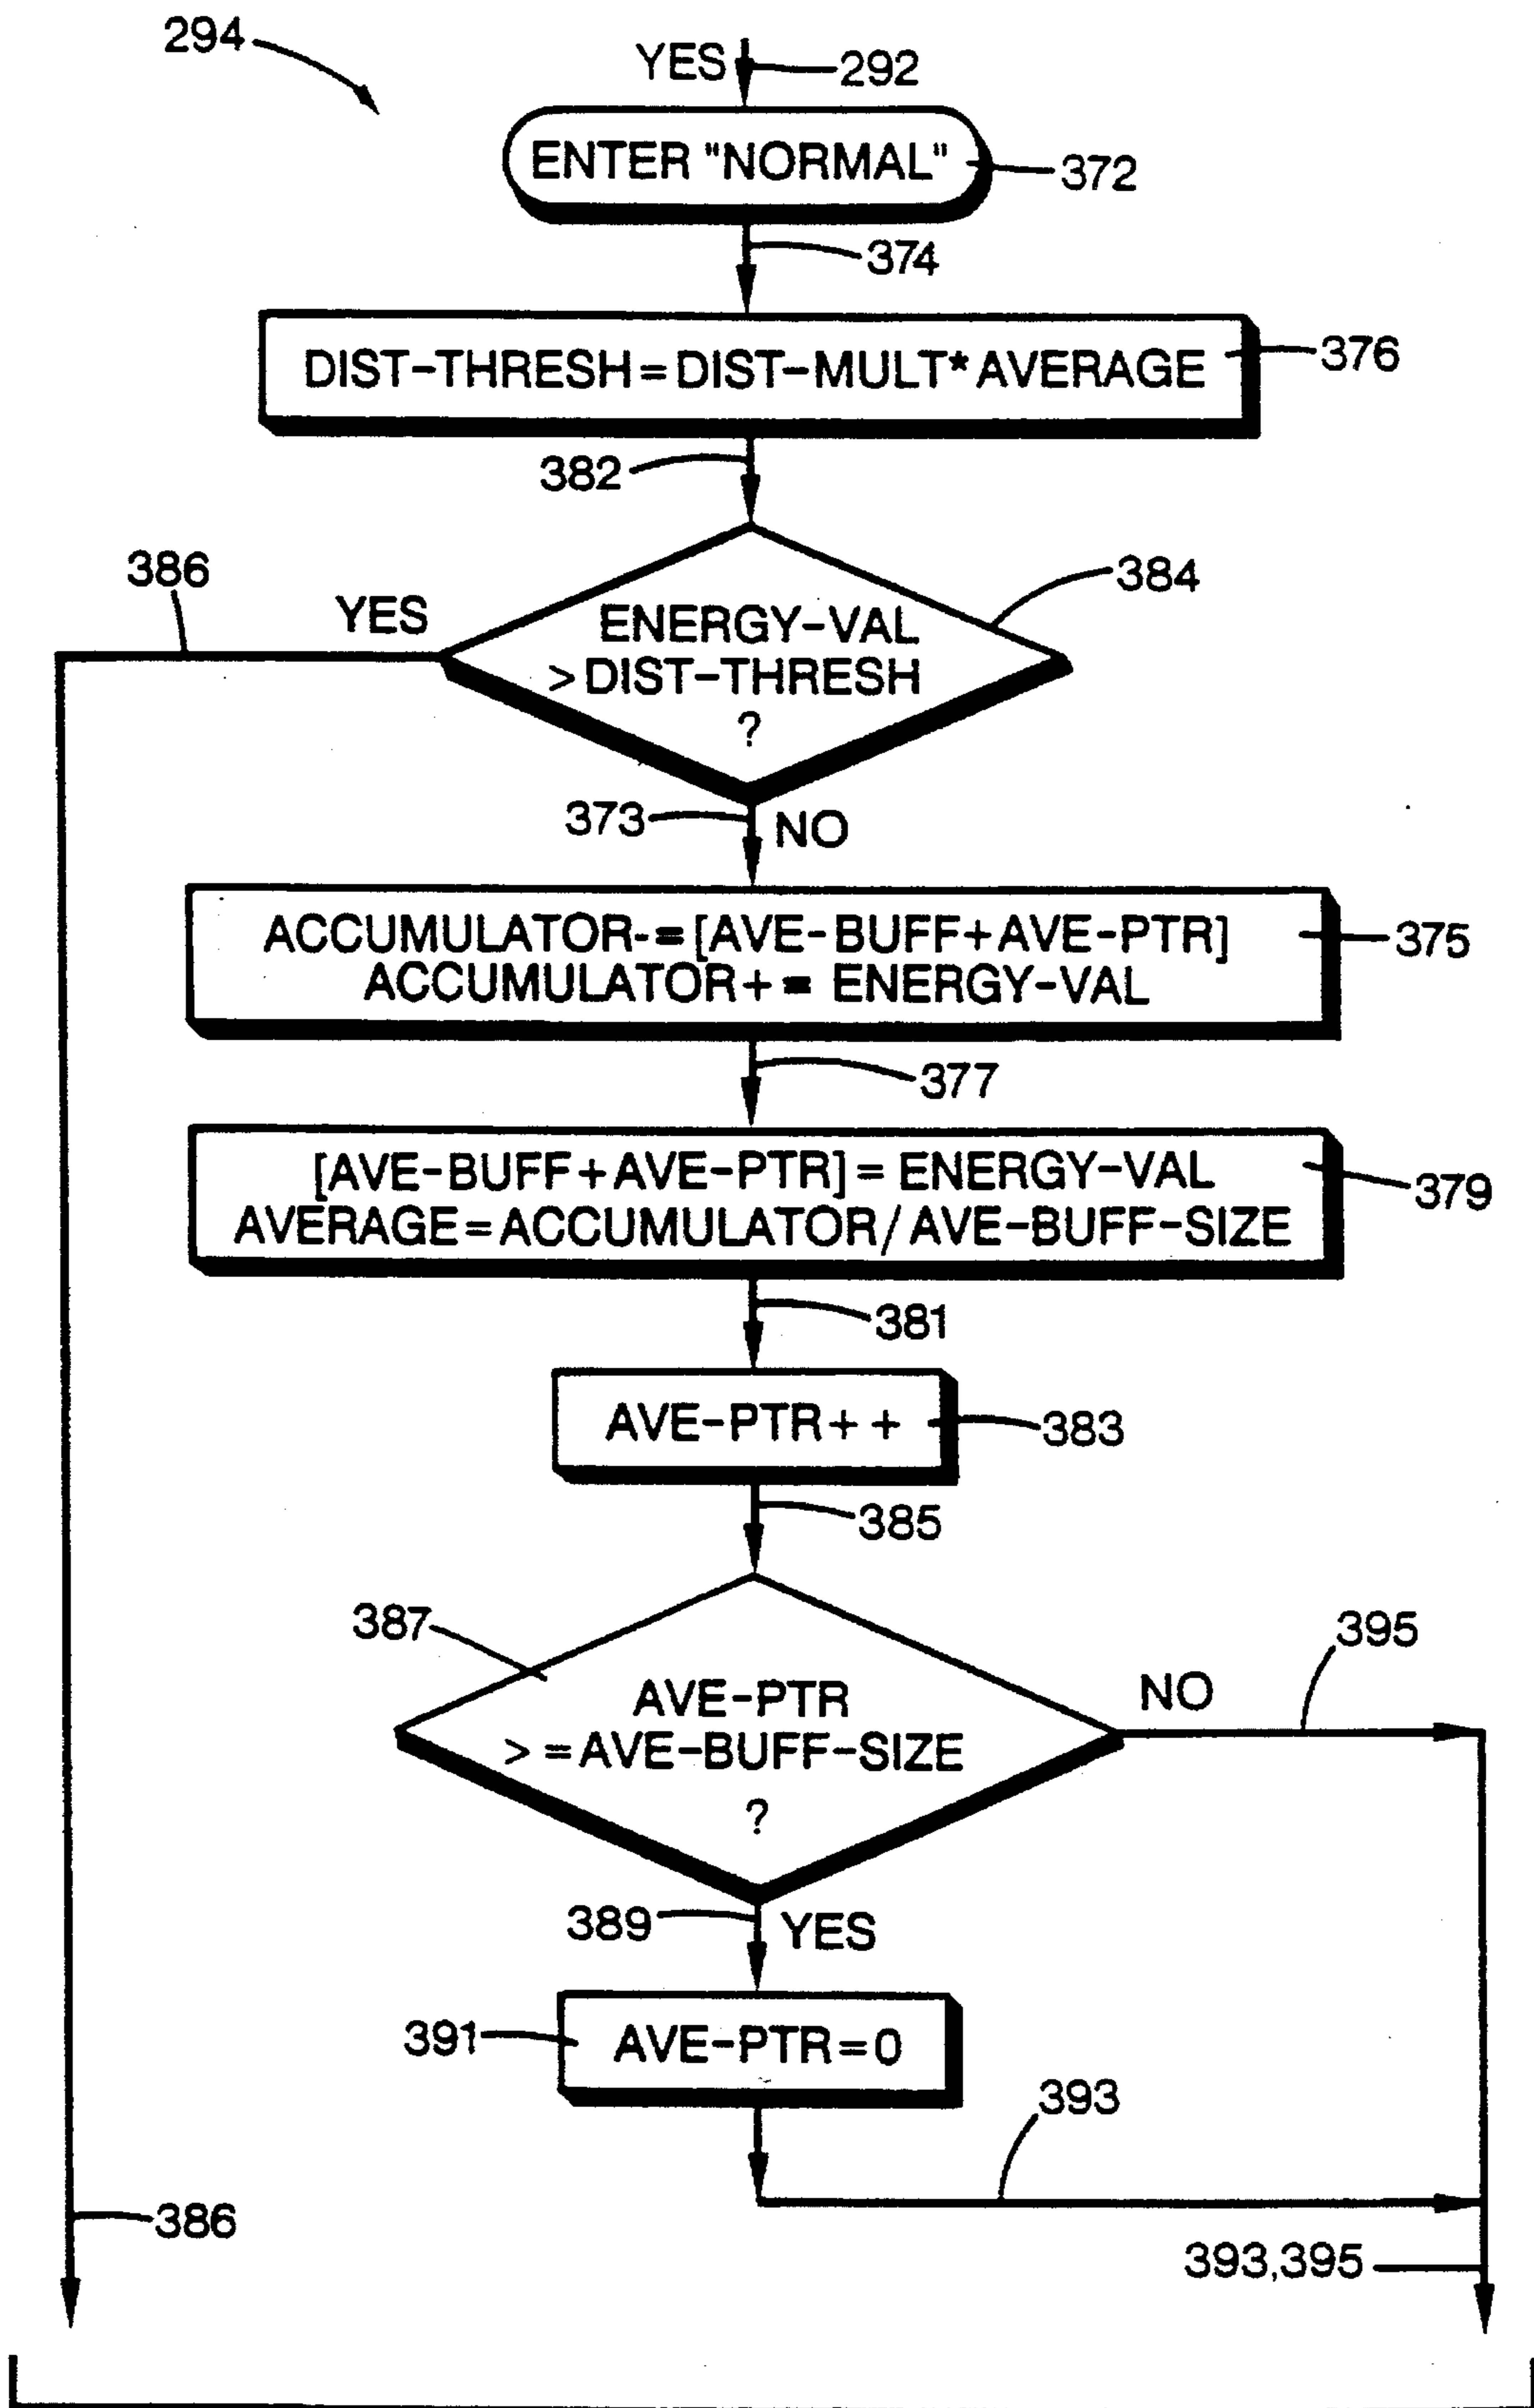 294
YES
292
ENTER "NORMAL"
372
374
DIST-THRESH=DIST-MULT*AVERAGE
376
382
386
YES
384
ENERGY-VAL
>DIST-THRESH
?
373
NO
ACCUMULATOR-=[AVE-BUFF+AVE-PTR]
ACCUMULATOR+= ENERGY-VAL
375
377
[AVE-BUFF+AVE-PTR]=ENERGY-VAL
AVERAGE=ACCUMULATOR/AVE-BUFF-SIZE
379
381
AVE-PTR++
383
385
387
AVE-PTR
>=AVE-BUFF-SIZE
?
NO
395
389
YES
391
AVE-PTR=0
393
386
393,395